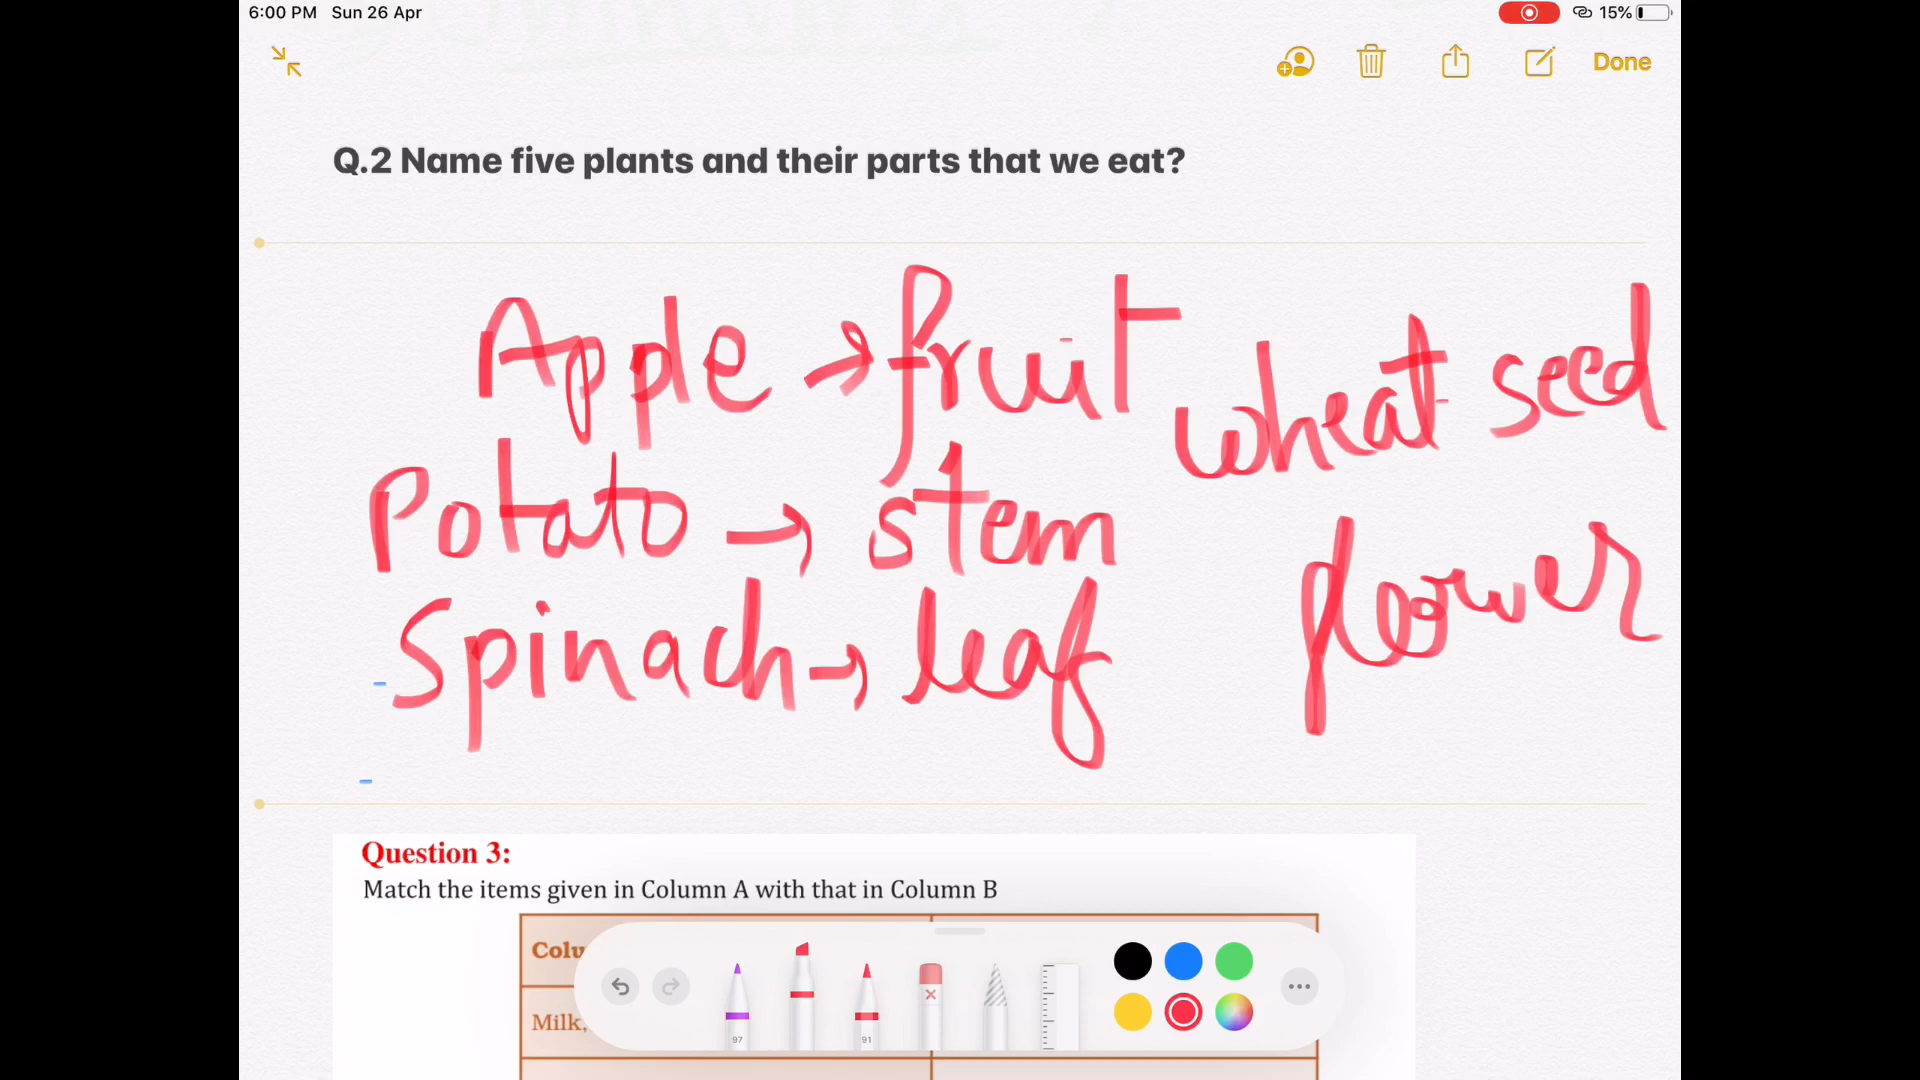 6:00 PM Sun 26 Apr
15%
Done
Q.2 Name five plants and their parts that we eat?
Apple → fruit
wheat seed
Potato → stem
flower
Spinach → leaf
Question 3:
Match the items given in Column A with that in Column B
Colu
Milk,
97
91